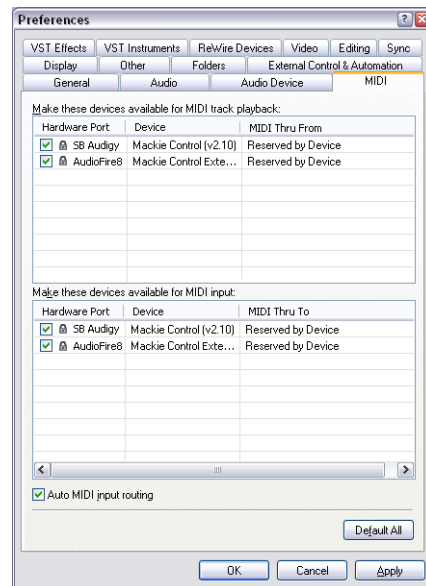 Preferences
VST Effects VST Instruments ReWire Devices Video Editing Sync
Display Other Folders External Control & Automation
General Audio Audio Device MIDI
Make these devices available for MIDI track playback:
Hardware Port Device MIDI Thru From
SB Audigy Mackie Control (v2.10) Reserved by Device
AudioFire8 Mackie Control Exte... Reserved by Device
Make these devices available for MIDI input:
Hardware Port Device MIDI Thru To
SB Audigy Mackie Control (v2.10) Reserved by Device
AudioFire8 Mackie Control Exte... Reserved by Device
Auto MIDI input routing
Default All
OK Cancel Apply